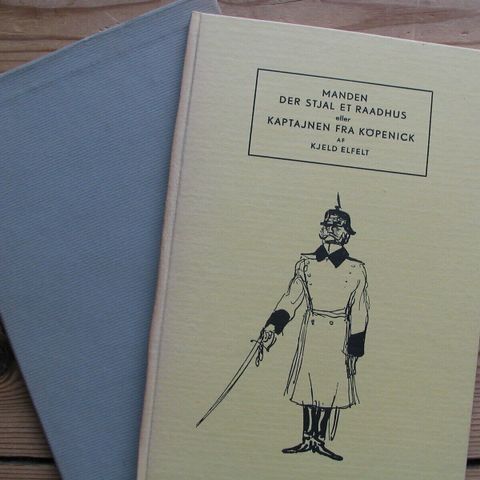 MANDEN
DER STJAL ET RAADHUS
eller
KAPTAJNEN FRA KÖPENICK
AF
KJELD ELFELT